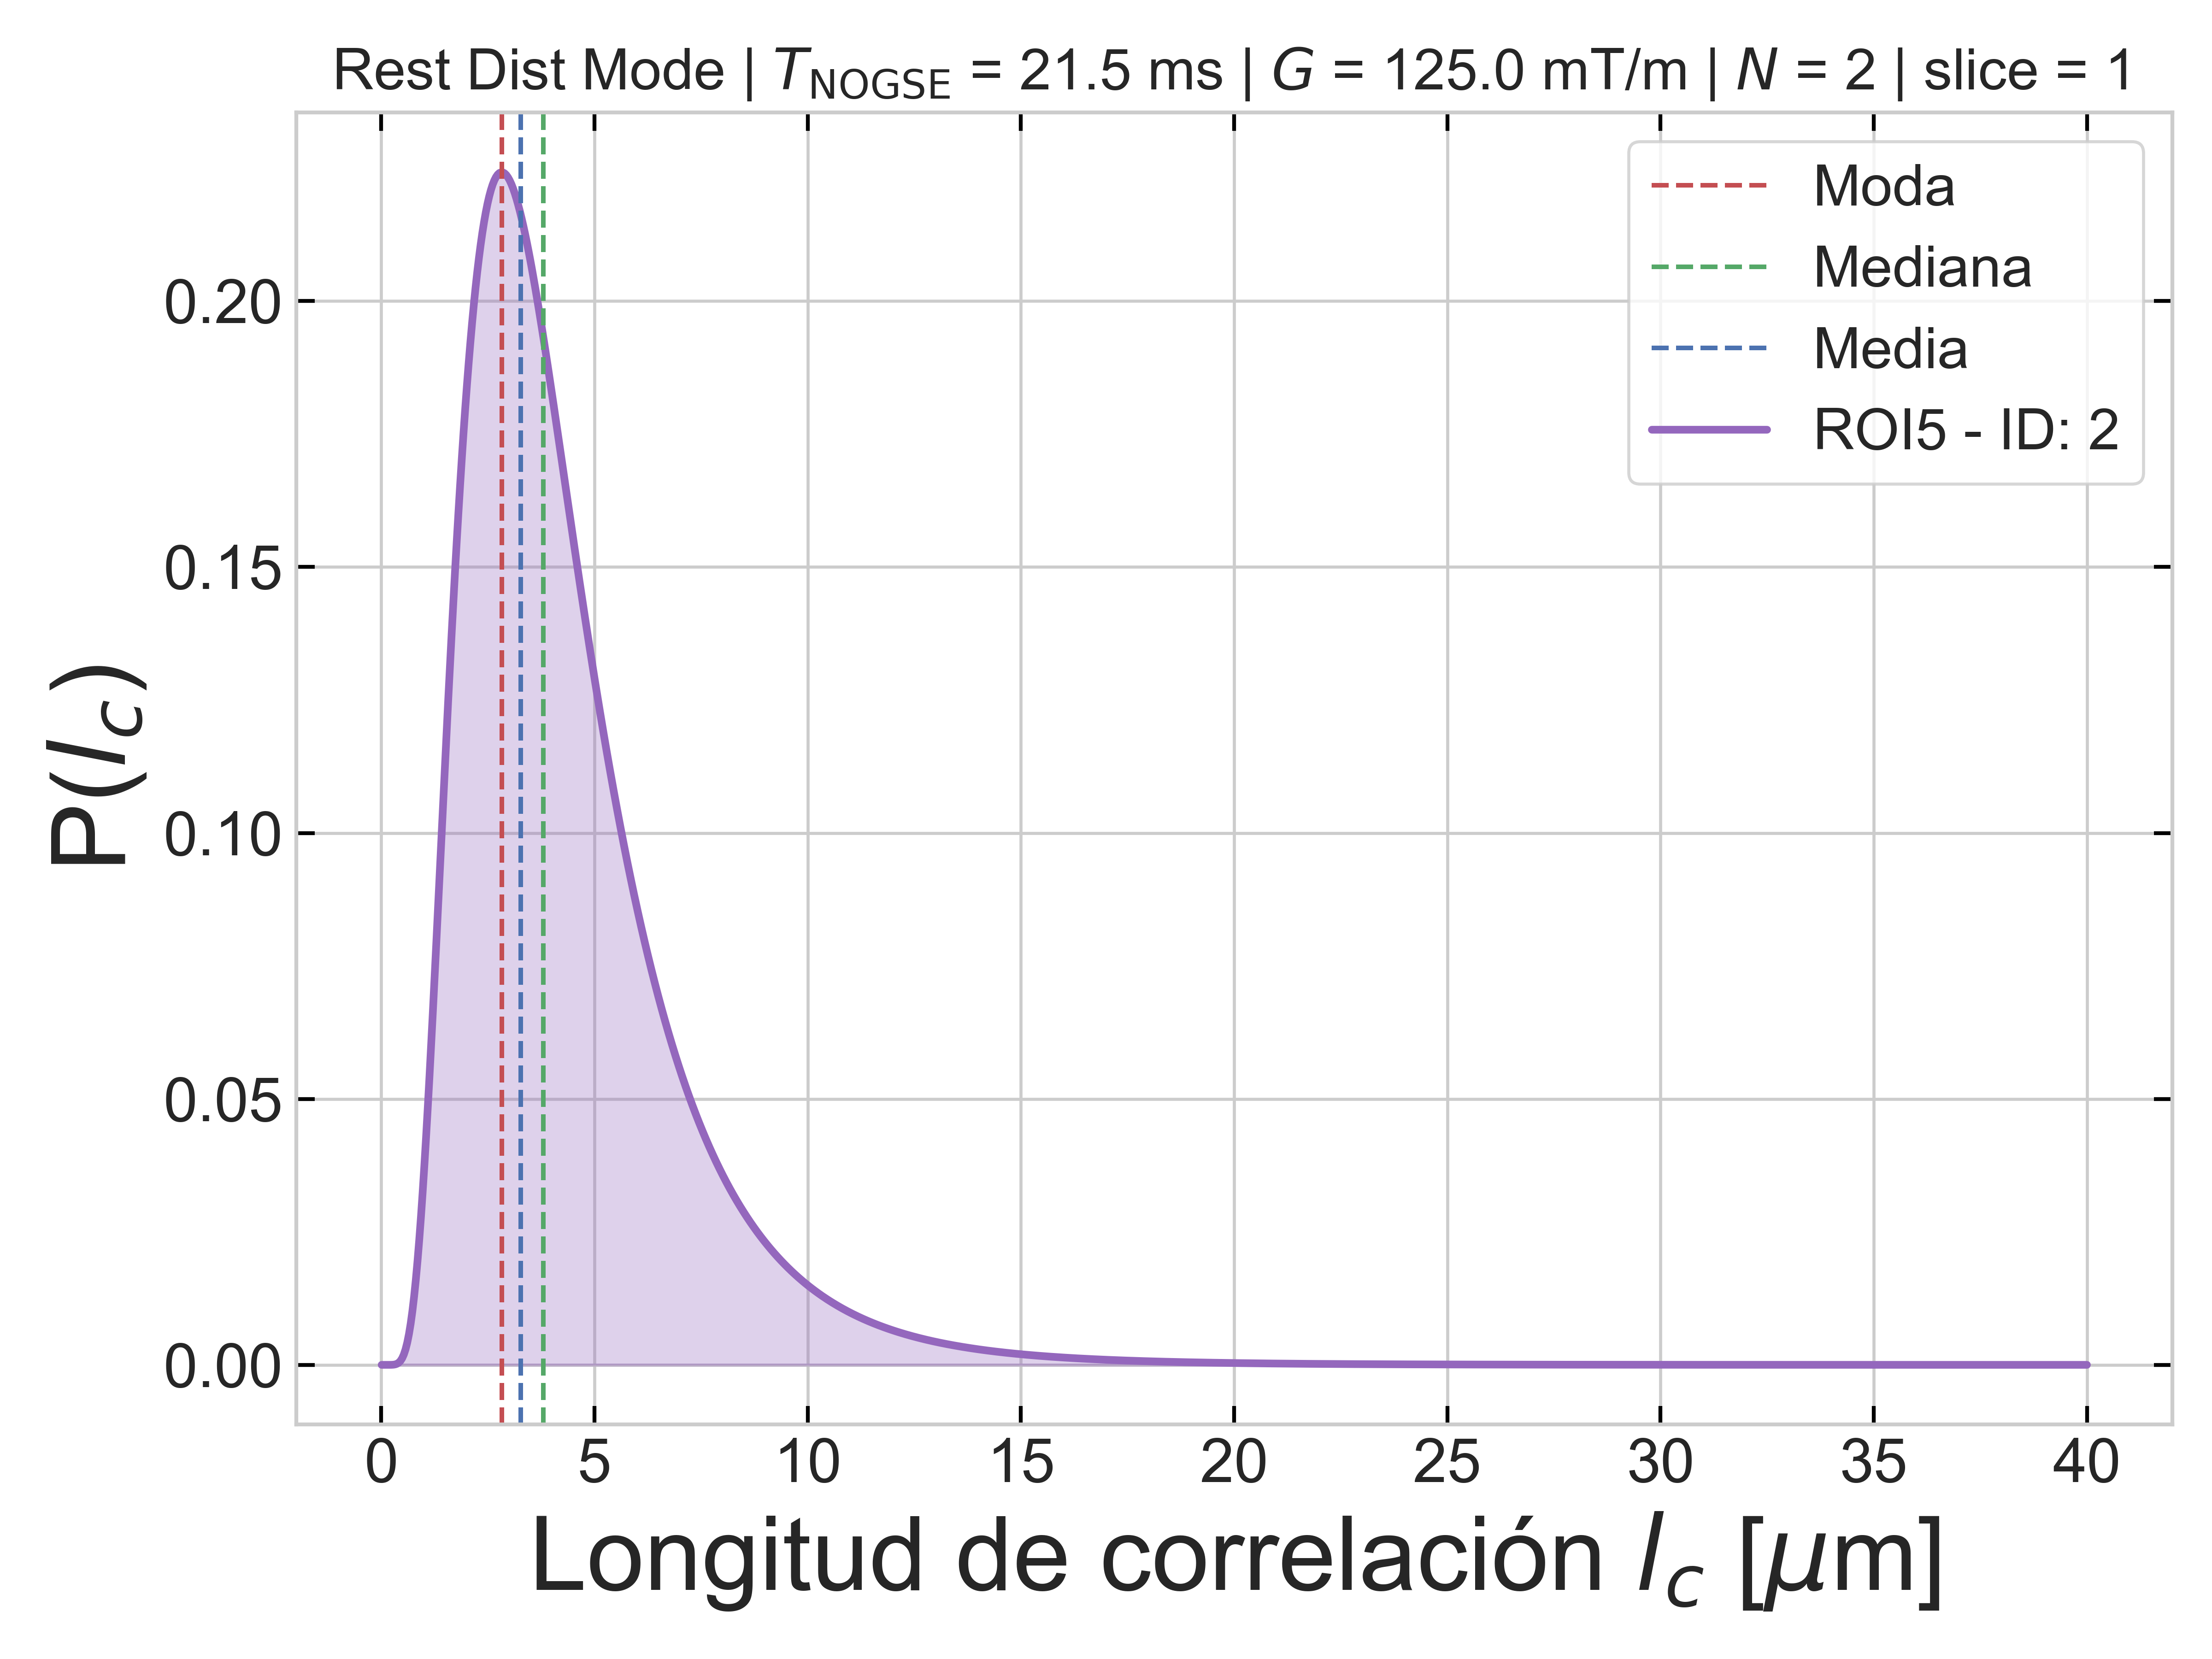 Rest Dist Mode | T_NOGSE = 21.5 ms | G = 125.0 mT/m | N = 2 | slice = 1
Moda
Mediana
Media
ROI5 - ID: 2
P(l_c)
0.20
0.15
0.10
0.05
0.00
0 5 10 15 20 25 30 35 40
Longitud de correlación l_c [μm]